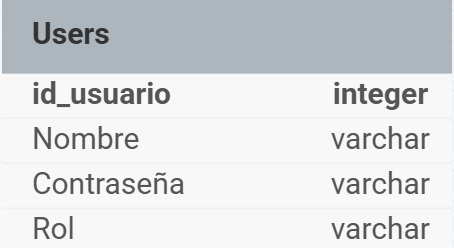 Users
id_usuario integer
Nombre varchar
Contraseña varchar
Rol varchar